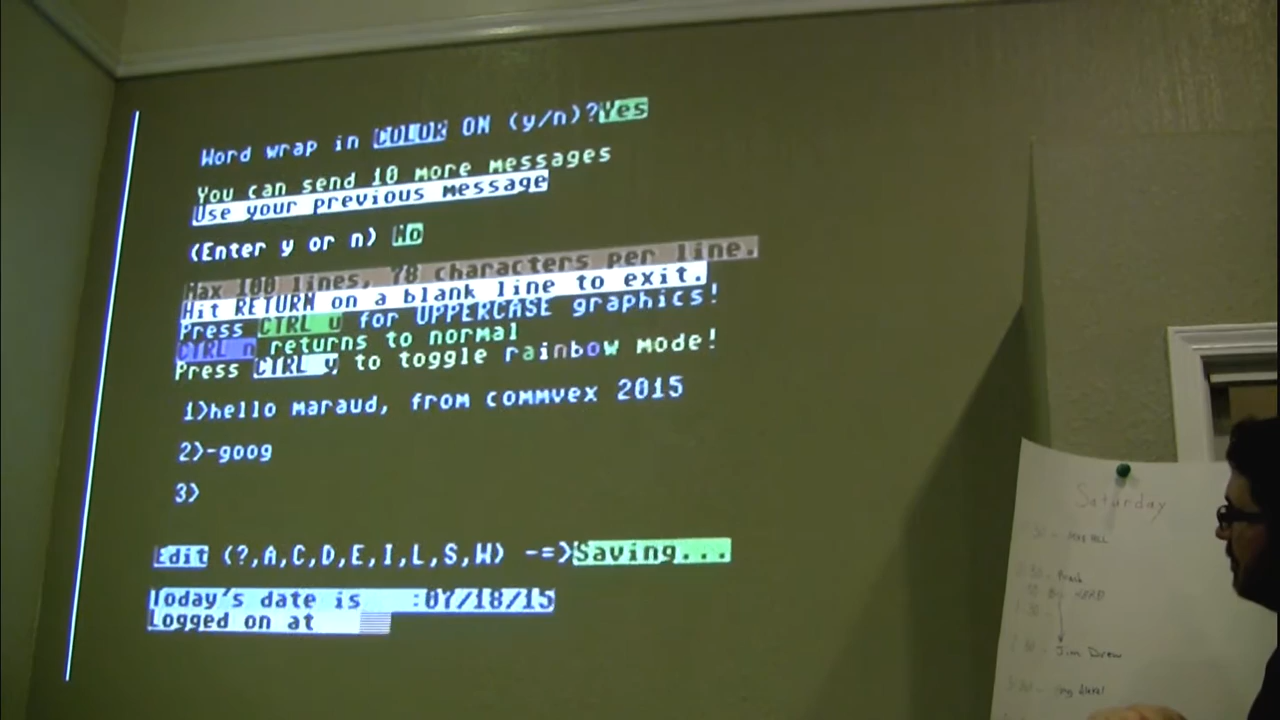 Word wrap in COLOR ON (y/n)?Yes
You can send 10 more messages
Use your previous message
(Enter y or n) No
Max 100 lines, 78 characters per line.
Hit RETURN on a blank line to exit.
Press CTRL u for UPPERCASE graphics!
CTRL n returns to normal
Press CTRL y to toggle rainbow mode!
1>hello maraud, from commvex 2015
2>-goog
3>
Edit (?,A,C,D,E,I,L,S,W) -=>Saving...
Today's date is :07/18/15
Logged on at
Saturday
Jim Drew